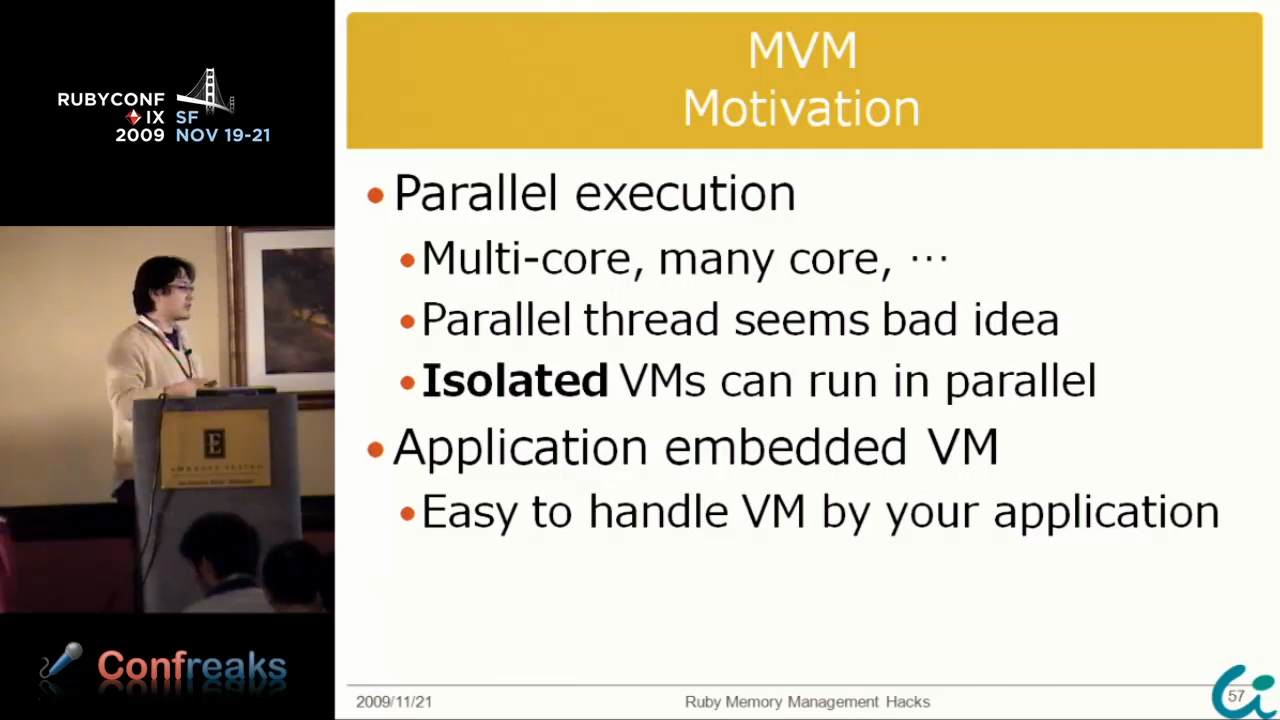 RUBYCONF
IX SF
2009 NOV 19-21
MVM
Motivation
Parallel execution
Multi-core, many core, …
Parallel thread seems bad idea
Isolated VMs can run in parallel
Application embedded VM
Easy to handle VM by your application
E
Confreaks
2009/11/21
Ruby Memory Management Hacks
57